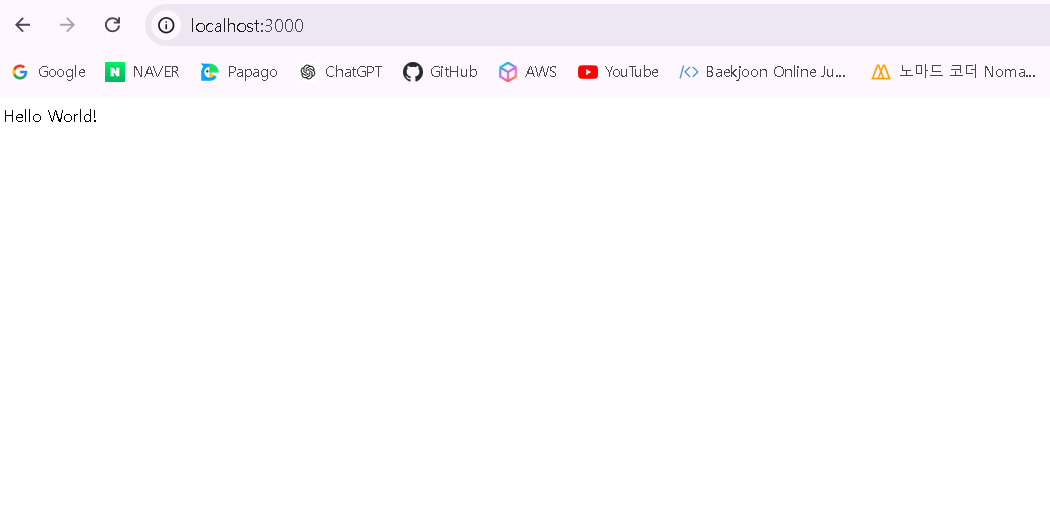 localhost:3000
Google NAVER Papago ChatGPT GitHub AWS YouTube Baekjoon Online Ju... 노마드 코더 Noma...
Hello World!